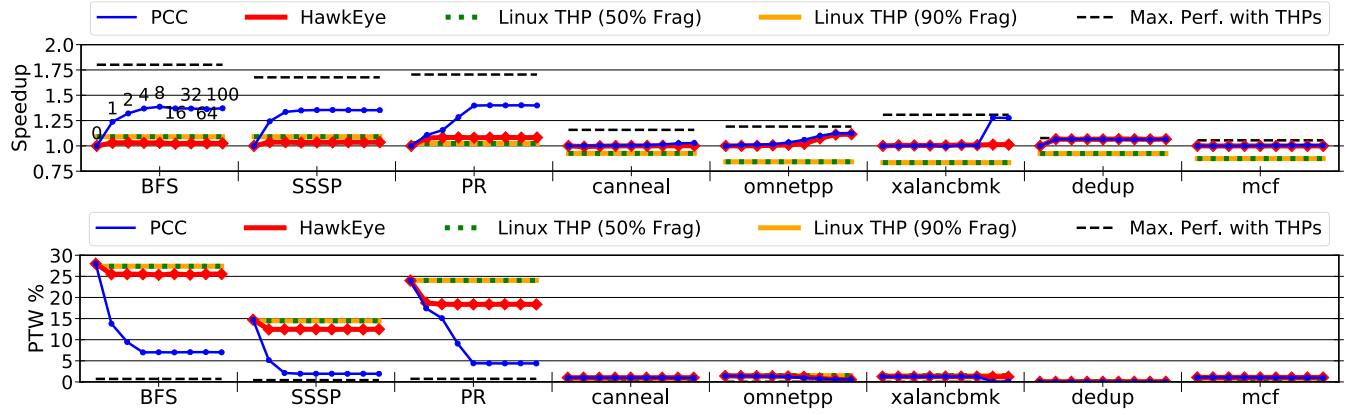 PCC HawkEye Linux THP (50% Frag) Linux THP (90% Frag) Max. Perf. with THPs
Speedup
2.0
1.75
1.5
1.25
1.0
0.75
0 1 2 4 8 16 32 64 100
BFS SSSP PR canneal omnetpp xalancbmk dedup mcf
PCC HawkEye Linux THP (50% Frag) Linux THP (90% Frag) Max. Perf. with THPs
PTW %
30
25
20
15
10
5
0
BFS SSSP PR canneal omnetpp xalancbmk dedup mcf